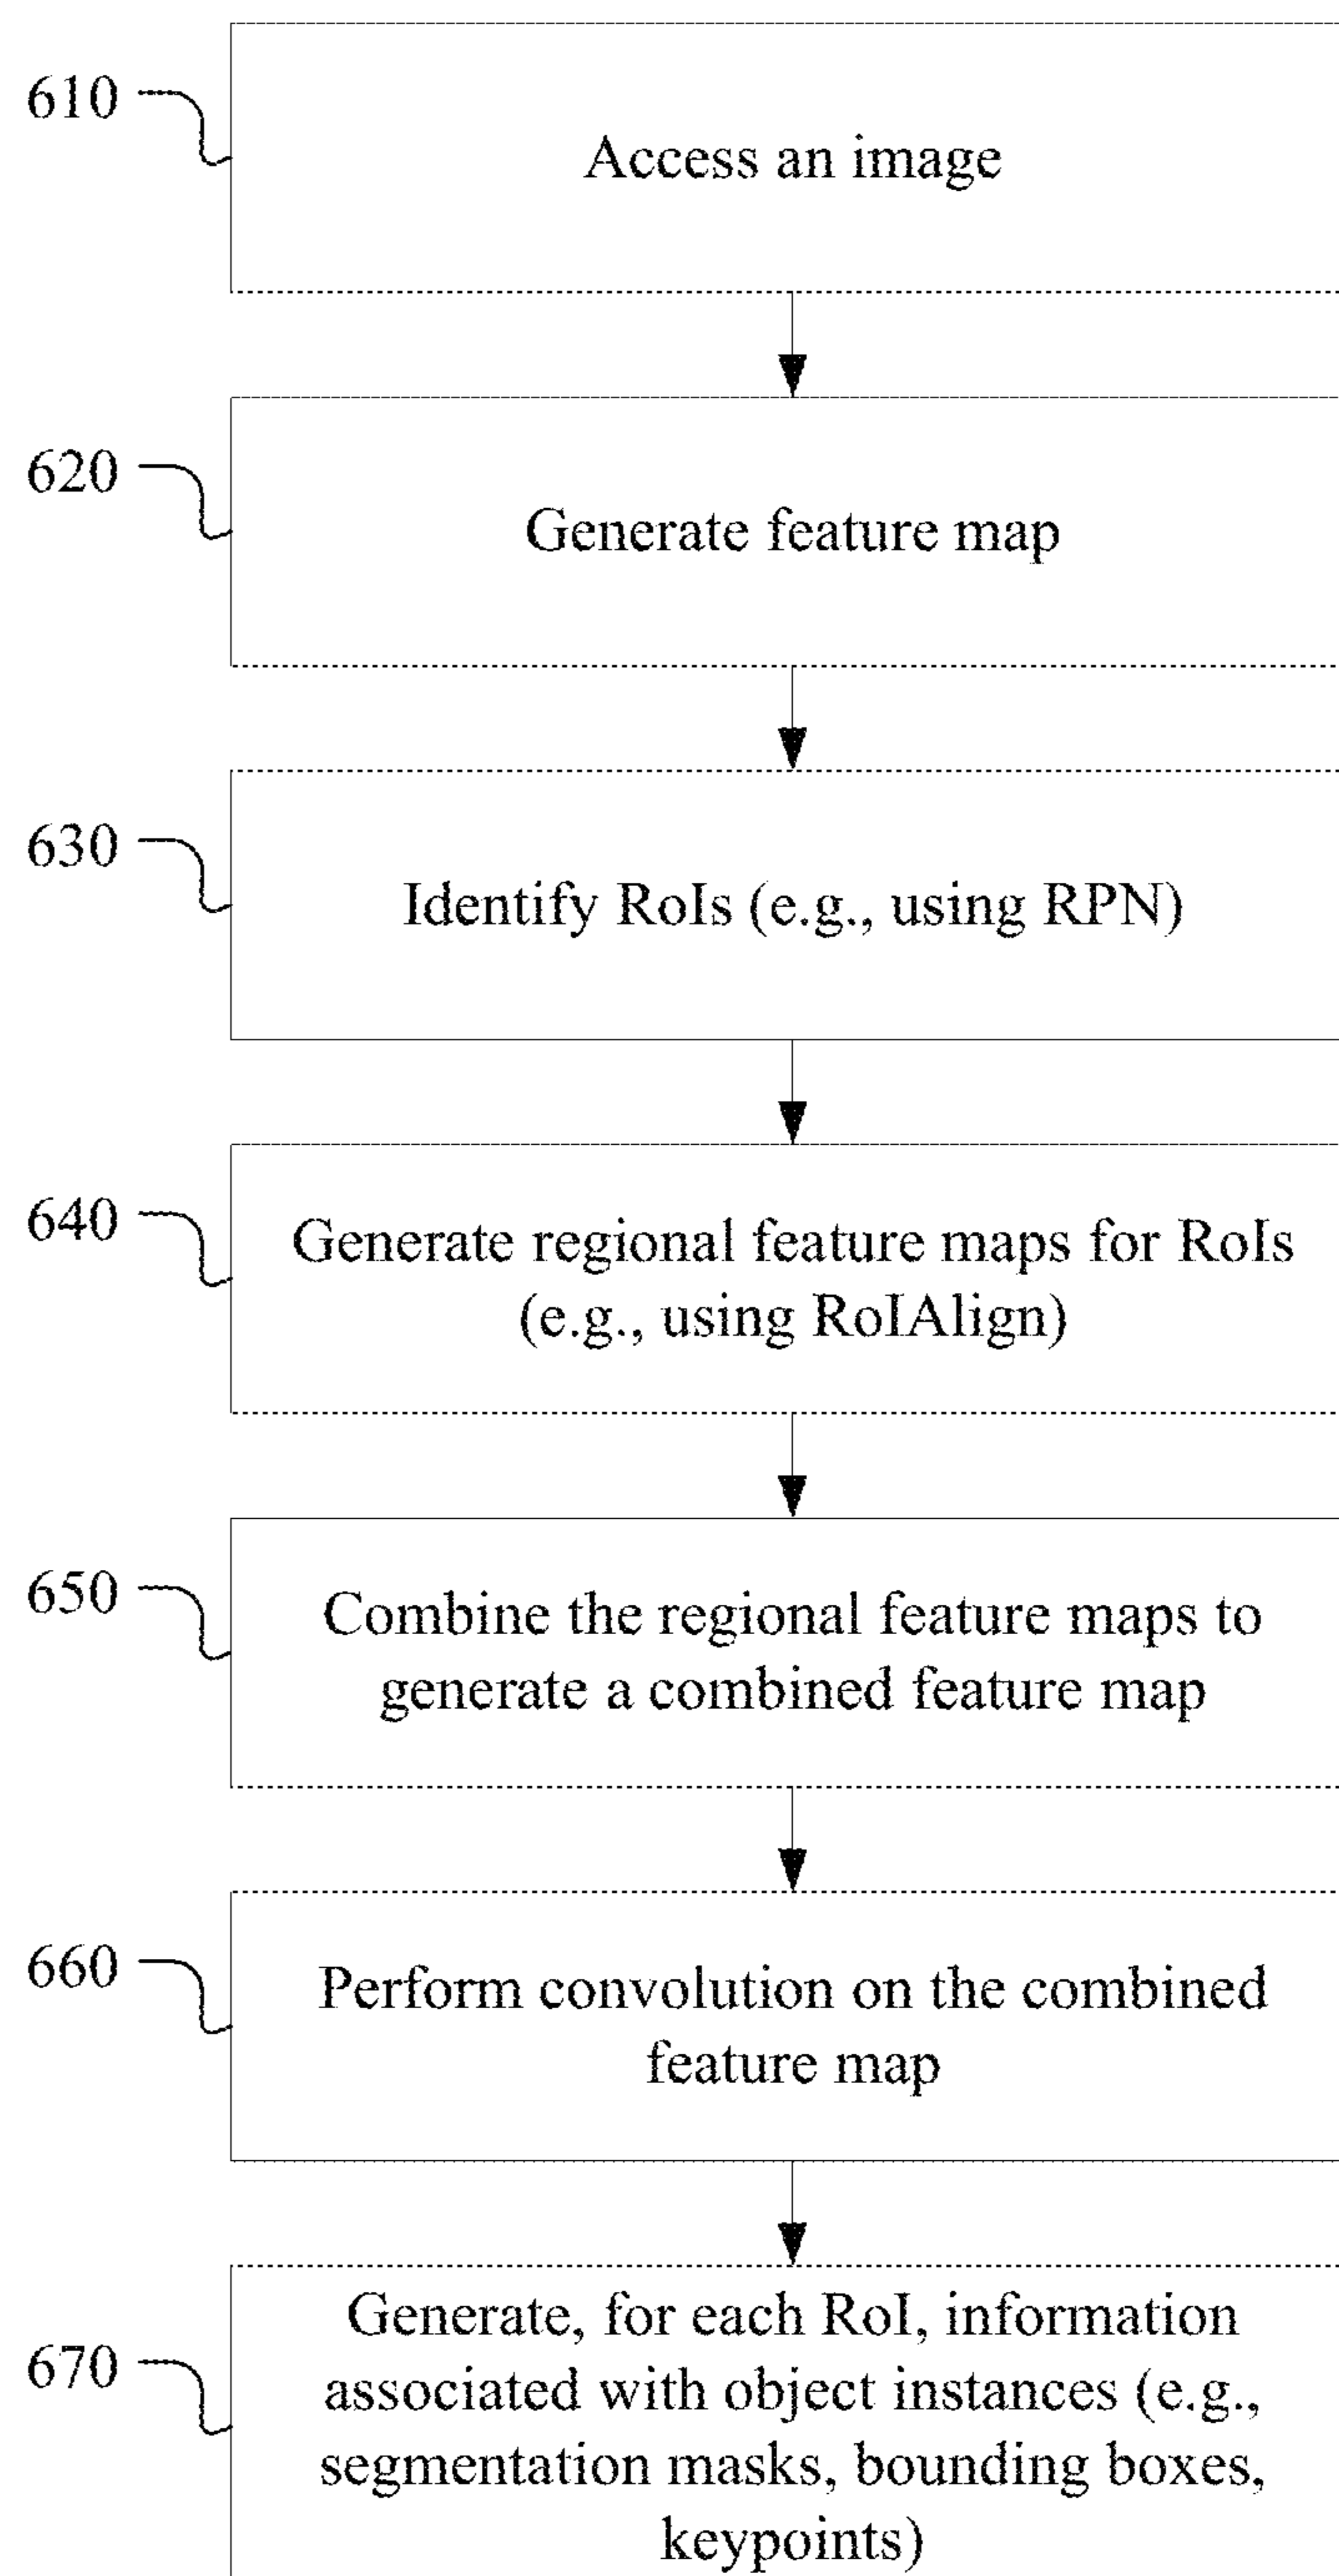 610
Access an image
620
Generate feature map
630
Identify RoIs (e.g., using RPN)
640
Generate regional feature maps for RoIs
(e.g., using RoIAlign)
650
Combine the regional feature maps to
generate a combined feature map
660
Perform convolution on the combined
feature map
670
Generate, for each RoI, information
associated with object instances (e.g.,
segmentation masks, bounding boxes,
keypoints)